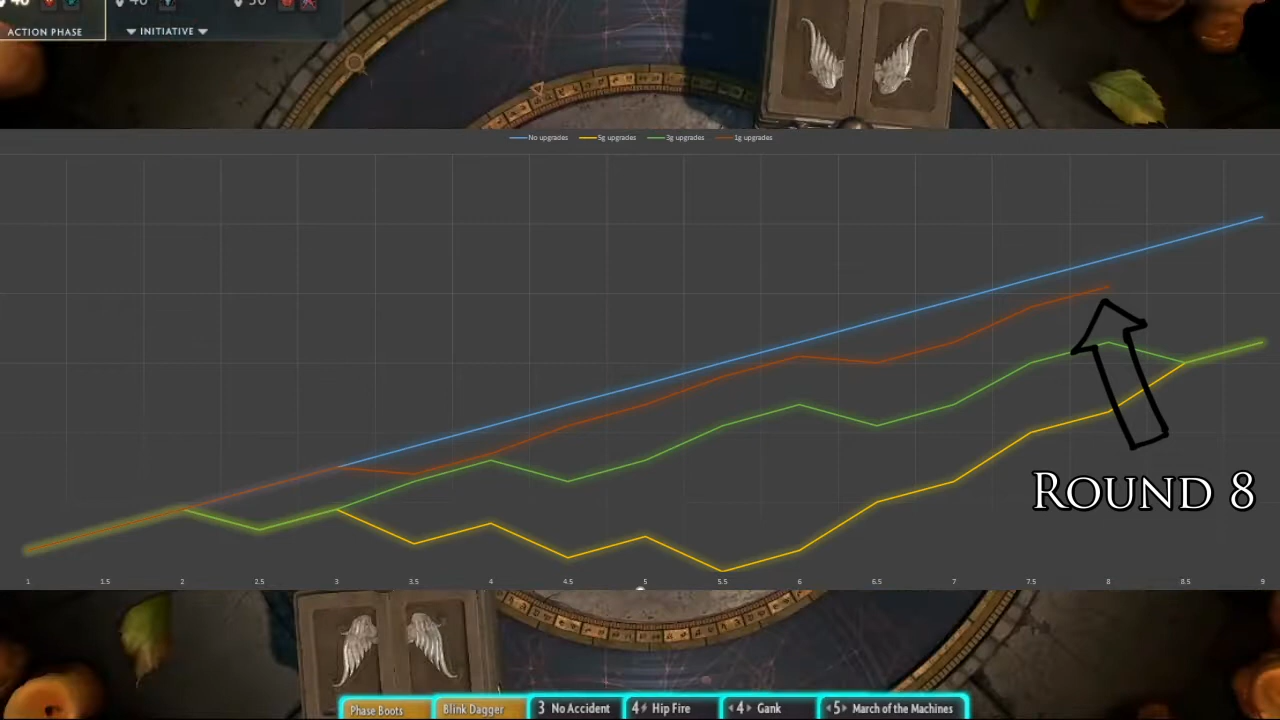 ACTION PHASE
INITIATIVE
No upgrades 5g upgrades 3g upgrades 1g upgrades
ROUND 8
1 1.5 2 2.5 3 3.5 4 4.5 5 5.5 6 6.5 7 7.5 8 8.5 9
Phase Boots Blink Dagger 3 No Accident 4 Hip Fire 4 Gank 5 March of the Machines